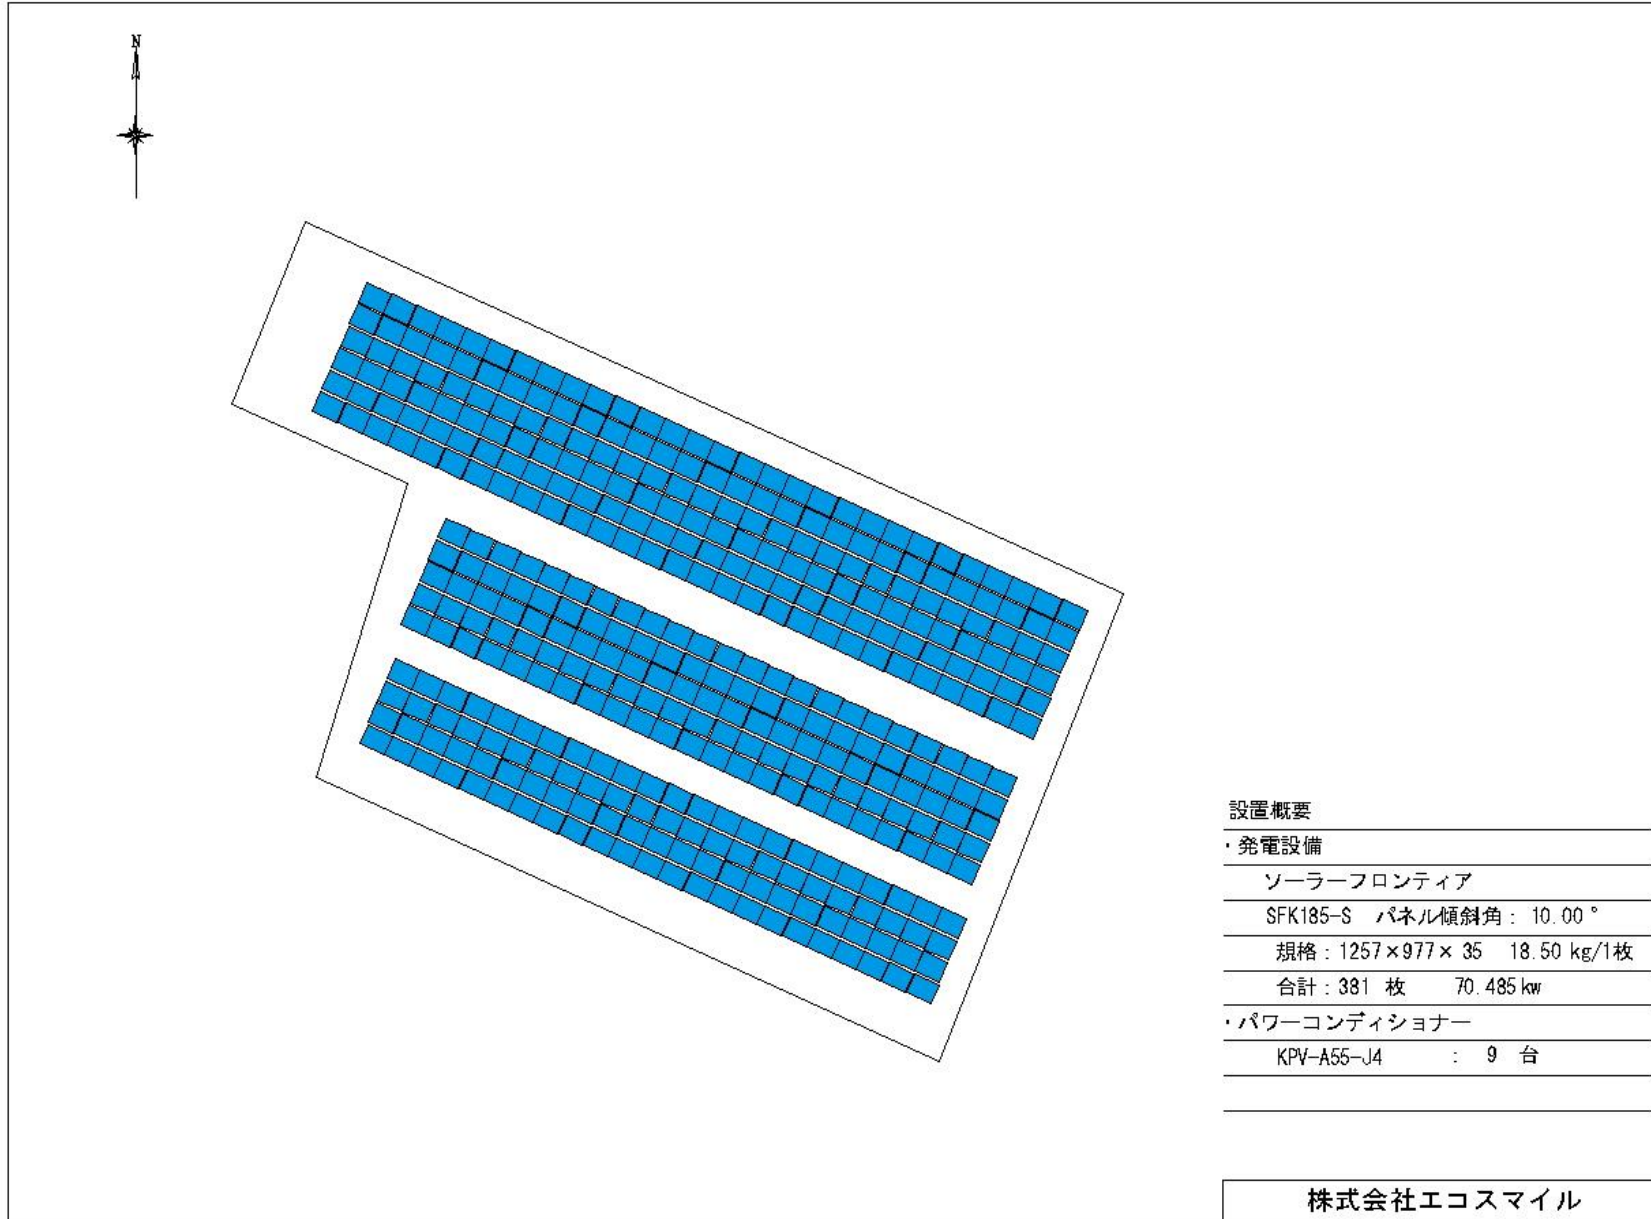 N
設置概要
・発電設備
ソーラーフロンティア
SFK185-S パネル傾斜角：10.00°
規格：1257×977×35 18.50 kg/1枚
合計：381 枚 70.485kw
・パワーコンディショナー
KPV-A55-J4 ： 9 台
株式会社エコスマイル